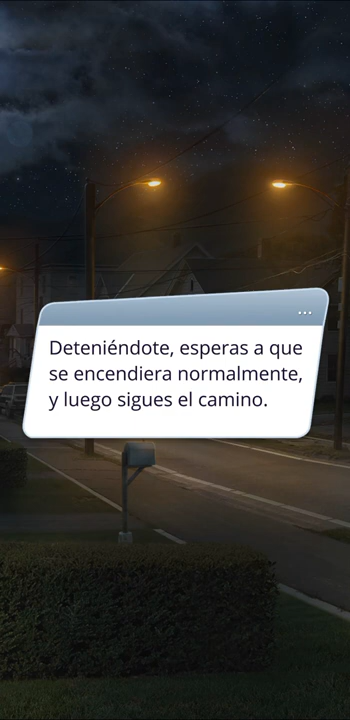 Deteniéndote, esperas a que
se encendiera normalmente,
y luego sigues el camino.